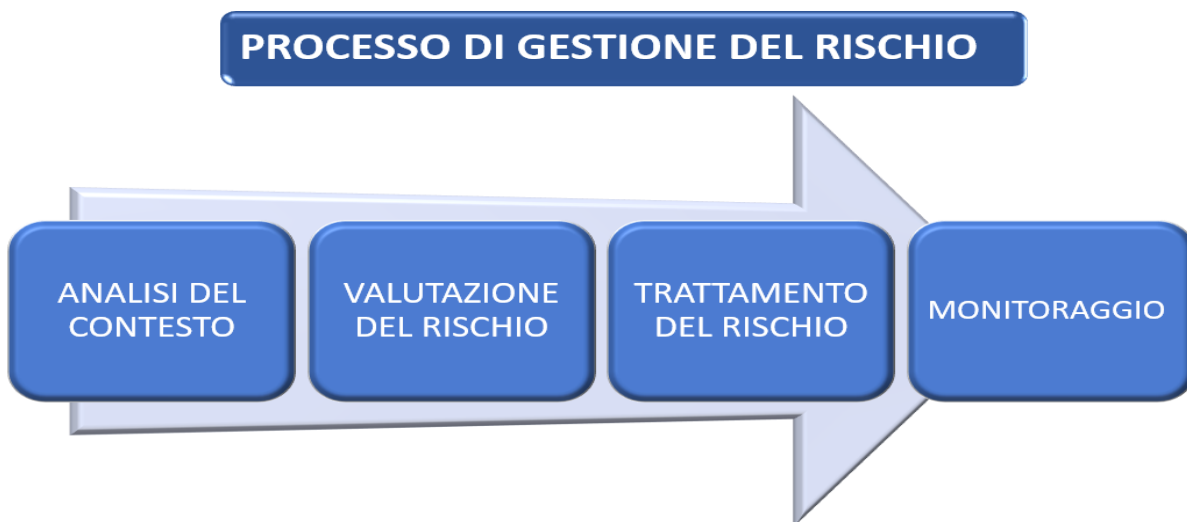 PROCESSO DI GESTIONE DEL RISCHIO
ANALISI DEL
CONTESTO
VALUTAZIONE
DEL RISCHIO
TRATTAMENTO
DEL RISCHIO
MONITORAGGIO